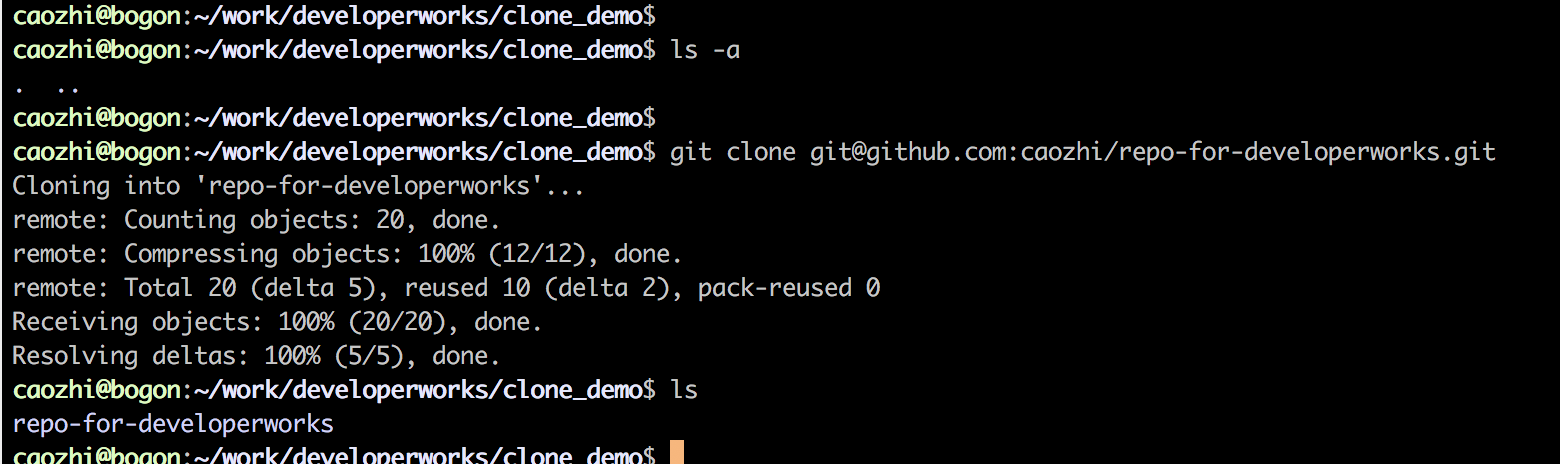 caozhi@bogon:~/work/developerworks/clone_demo$
caozhi@bogon:~/work/developerworks/clone_demo$ ls -a
.  ..
caozhi@bogon:~/work/developerworks/clone_demo$
caozhi@bogon:~/work/developerworks/clone_demo$ git clone git@github.com:caozhi/repo-for-developerworks.git
Cloning into 'repo-for-developerworks'...
remote: Counting objects: 20, done.
remote: Compressing objects: 100% (12/12), done.
remote: Total 20 (delta 5), reused 10 (delta 2), pack-reused 0
Receiving objects: 100% (20/20), done.
Resolving deltas: 100% (5/5), done.
caozhi@bogon:~/work/developerworks/clone_demo$ ls
repo-for-developerworks
caozhi@bogon:~/work/developerworks/clone_demo$